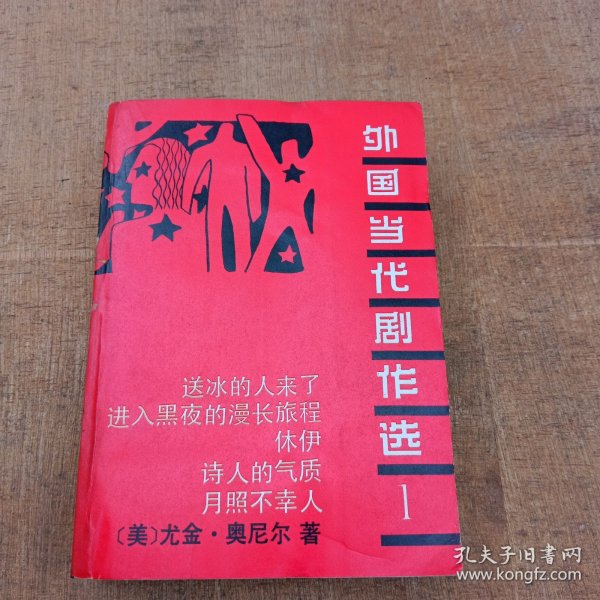 外国当代剧作选1
送冰的人来了
进入黑夜的漫长旅程
休伊
诗人的气质
月照不幸人
〔美〕尤金·奥尼尔 著
孔夫子旧书网
www.kongfz.com